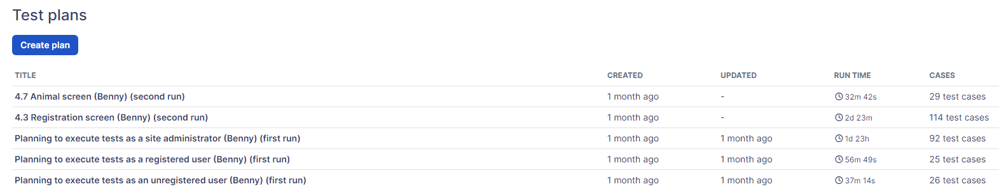 Test plans
Create plan
TITLE CREATED UPDATED RUN TIME CASES
4.7 Animal screen (Benny) (second run) 1 month ago - 32m 42s 29 test cases
4.3 Registration screen (Benny) (second run) 1 month ago - 2d 23m 114 test cases
Planning to execute tests as a site administrator (Benny) (first run) 1 month ago 1 month ago 1d 23h 92 test cases
Planning to execute tests as a registered user (Benny) (first run) 1 month ago 1 month ago 56m 49s 25 test cases
Planning to execute tests as an unregistered user (Benny) (first run) 1 month ago 1 month ago 37m 14s 26 test cases